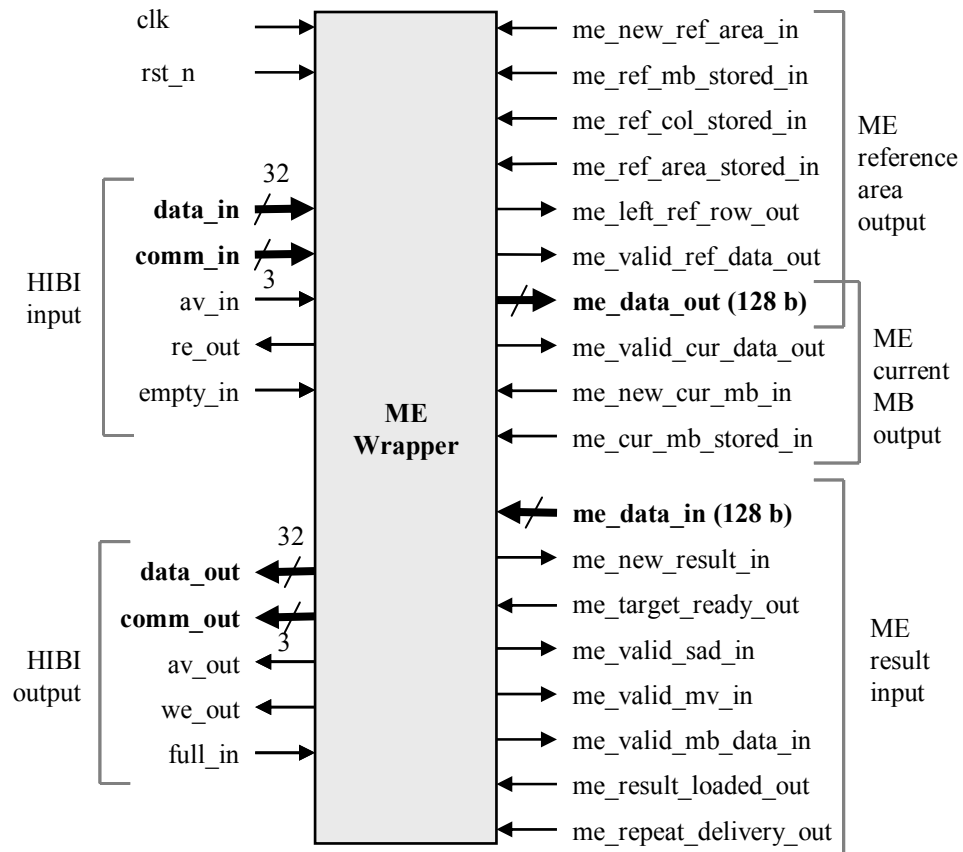 clk
rst_n
HIBI
input
32
data_in
comm_in
3
av_in
re_out
empty_in
HIBI
output
32
data_out
comm_out
3
av_out
we_out
full_in
ME
Wrapper
me_new_ref_area_in
me_ref_mb_stored_in
me_ref_col_stored_in
me_ref_area_stored_in
me_left_ref_row_out
me_valid_ref_data_out
me_data_out (128 b)
me_valid_cur_data_out
me_new_cur_mb_in
me_cur_mb_stored_in
me_data_in (128 b)
me_new_result_in
me_target_ready_out
me_valid_sad_in
me_valid_mv_in
me_valid_mb_data_in
me_result_loaded_out
me_repeat_delivery_out
ME
reference
area
output
ME
current
MB
output
ME
result
input